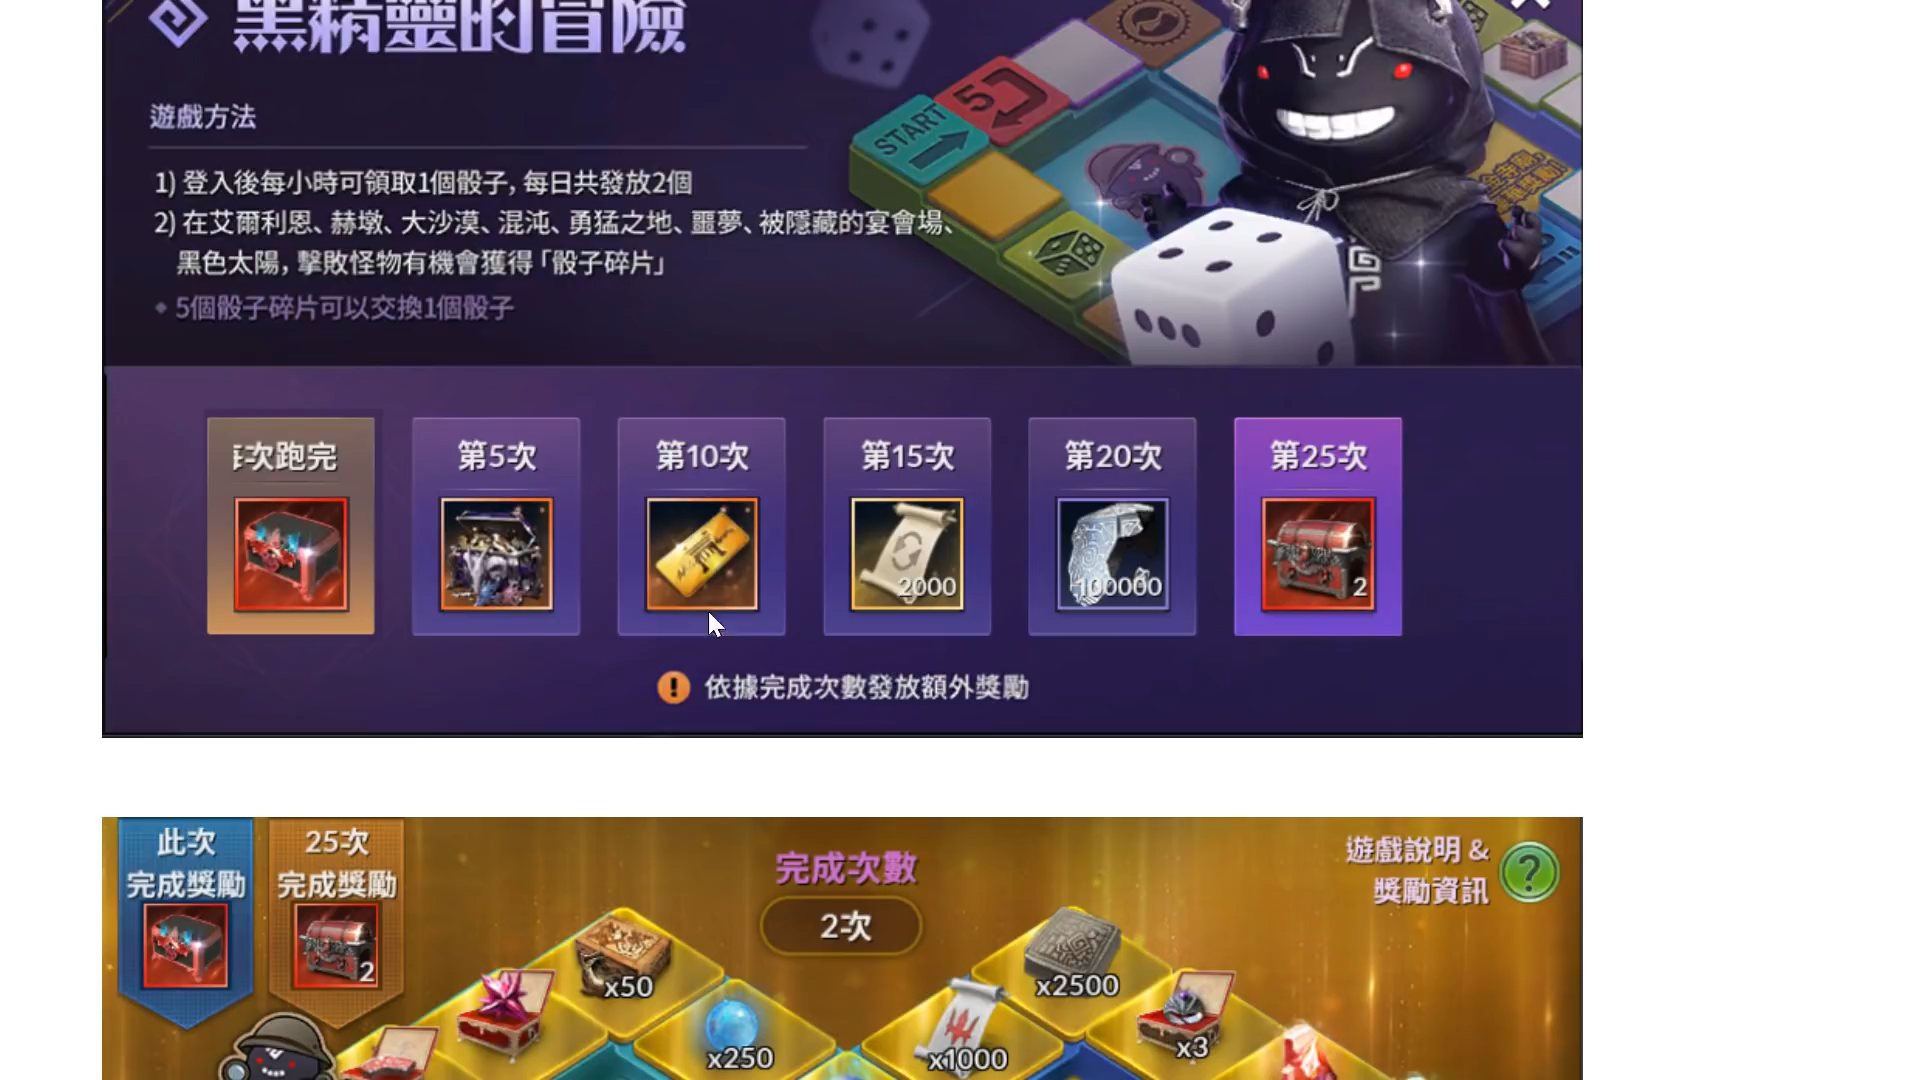 黑精靈的冒險
遊戲方法
1) 登入後每小時可領取1個骰子, 每日共發放2個
2) 在艾爾利恩、赫墩、大沙漠、混沌、勇猛之地、噩夢、被隱藏的宴會場、
黑色太陽, 擊敗怪物有機會獲得「骰子碎片」
◆ 5個骰子碎片可以交換1個骰子
START
5
每次跑完
第5次
第10次
第15次
第20次
第25次
2000
100000
2
! 依據完成次數發放額外獎勵
此次
完成獎勵
25次
完成獎勵
2
完成次數
2次
遊戲說明 &
獎勵資訊
?
x50
x2500
x250
x1000
x3